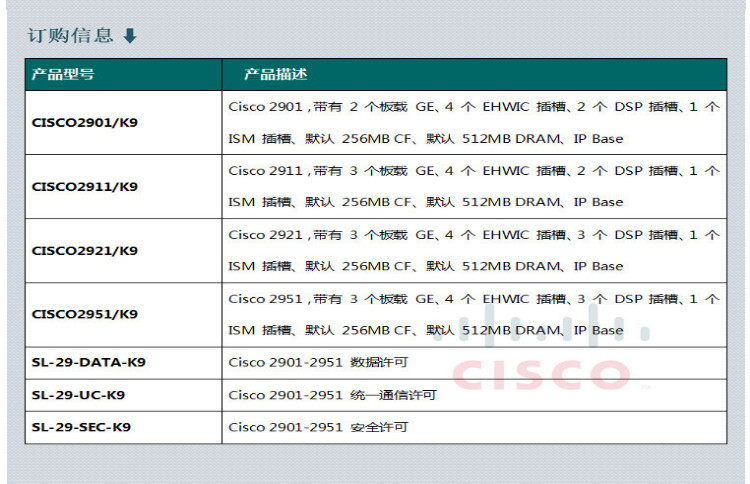 订购信息
产品型号 产品描述
CISCO2901/K9
Cisco 2901 ,带有 2 个板载 GE、4 个 EHWIC 插槽、2 个 DSP 插槽、1 个
ISM 插槽、默认 256MB CF、默认 512MB DRAM、IP Base
CISCO2911/K9
Cisco 2911 ,带有 3 个板载 GE、4 个 EHWIC 插槽、2 个 DSP 插槽、1 个
ISM 插槽、默认 256MB CF、默认 512MB DRAM、IP Base
CISCO2921/K9
Cisco 2921 ,带有 3 个板载 GE、4 个 EHWIC 插槽、3 个 DSP 插槽、1 个
ISM 插槽、默认 256MB CF、默认 512MB DRAM、IP Base
CISCO2951/K9
Cisco 2951 ,带有 3 个板载 GE、4 个 EHWIC 插槽、3 个 DSP 插槽、1 个
ISM 插槽、默认 256MB CF、默认 512MB DRAM、IP Base
SL-29-DATA-K9 Cisco 2901-2951 数据许可
CISCO
SL-29-UC-K9 Cisco 2901-2951 统一通信许可
SL-29-SEC-K9 Cisco 2901-2951 安全许可